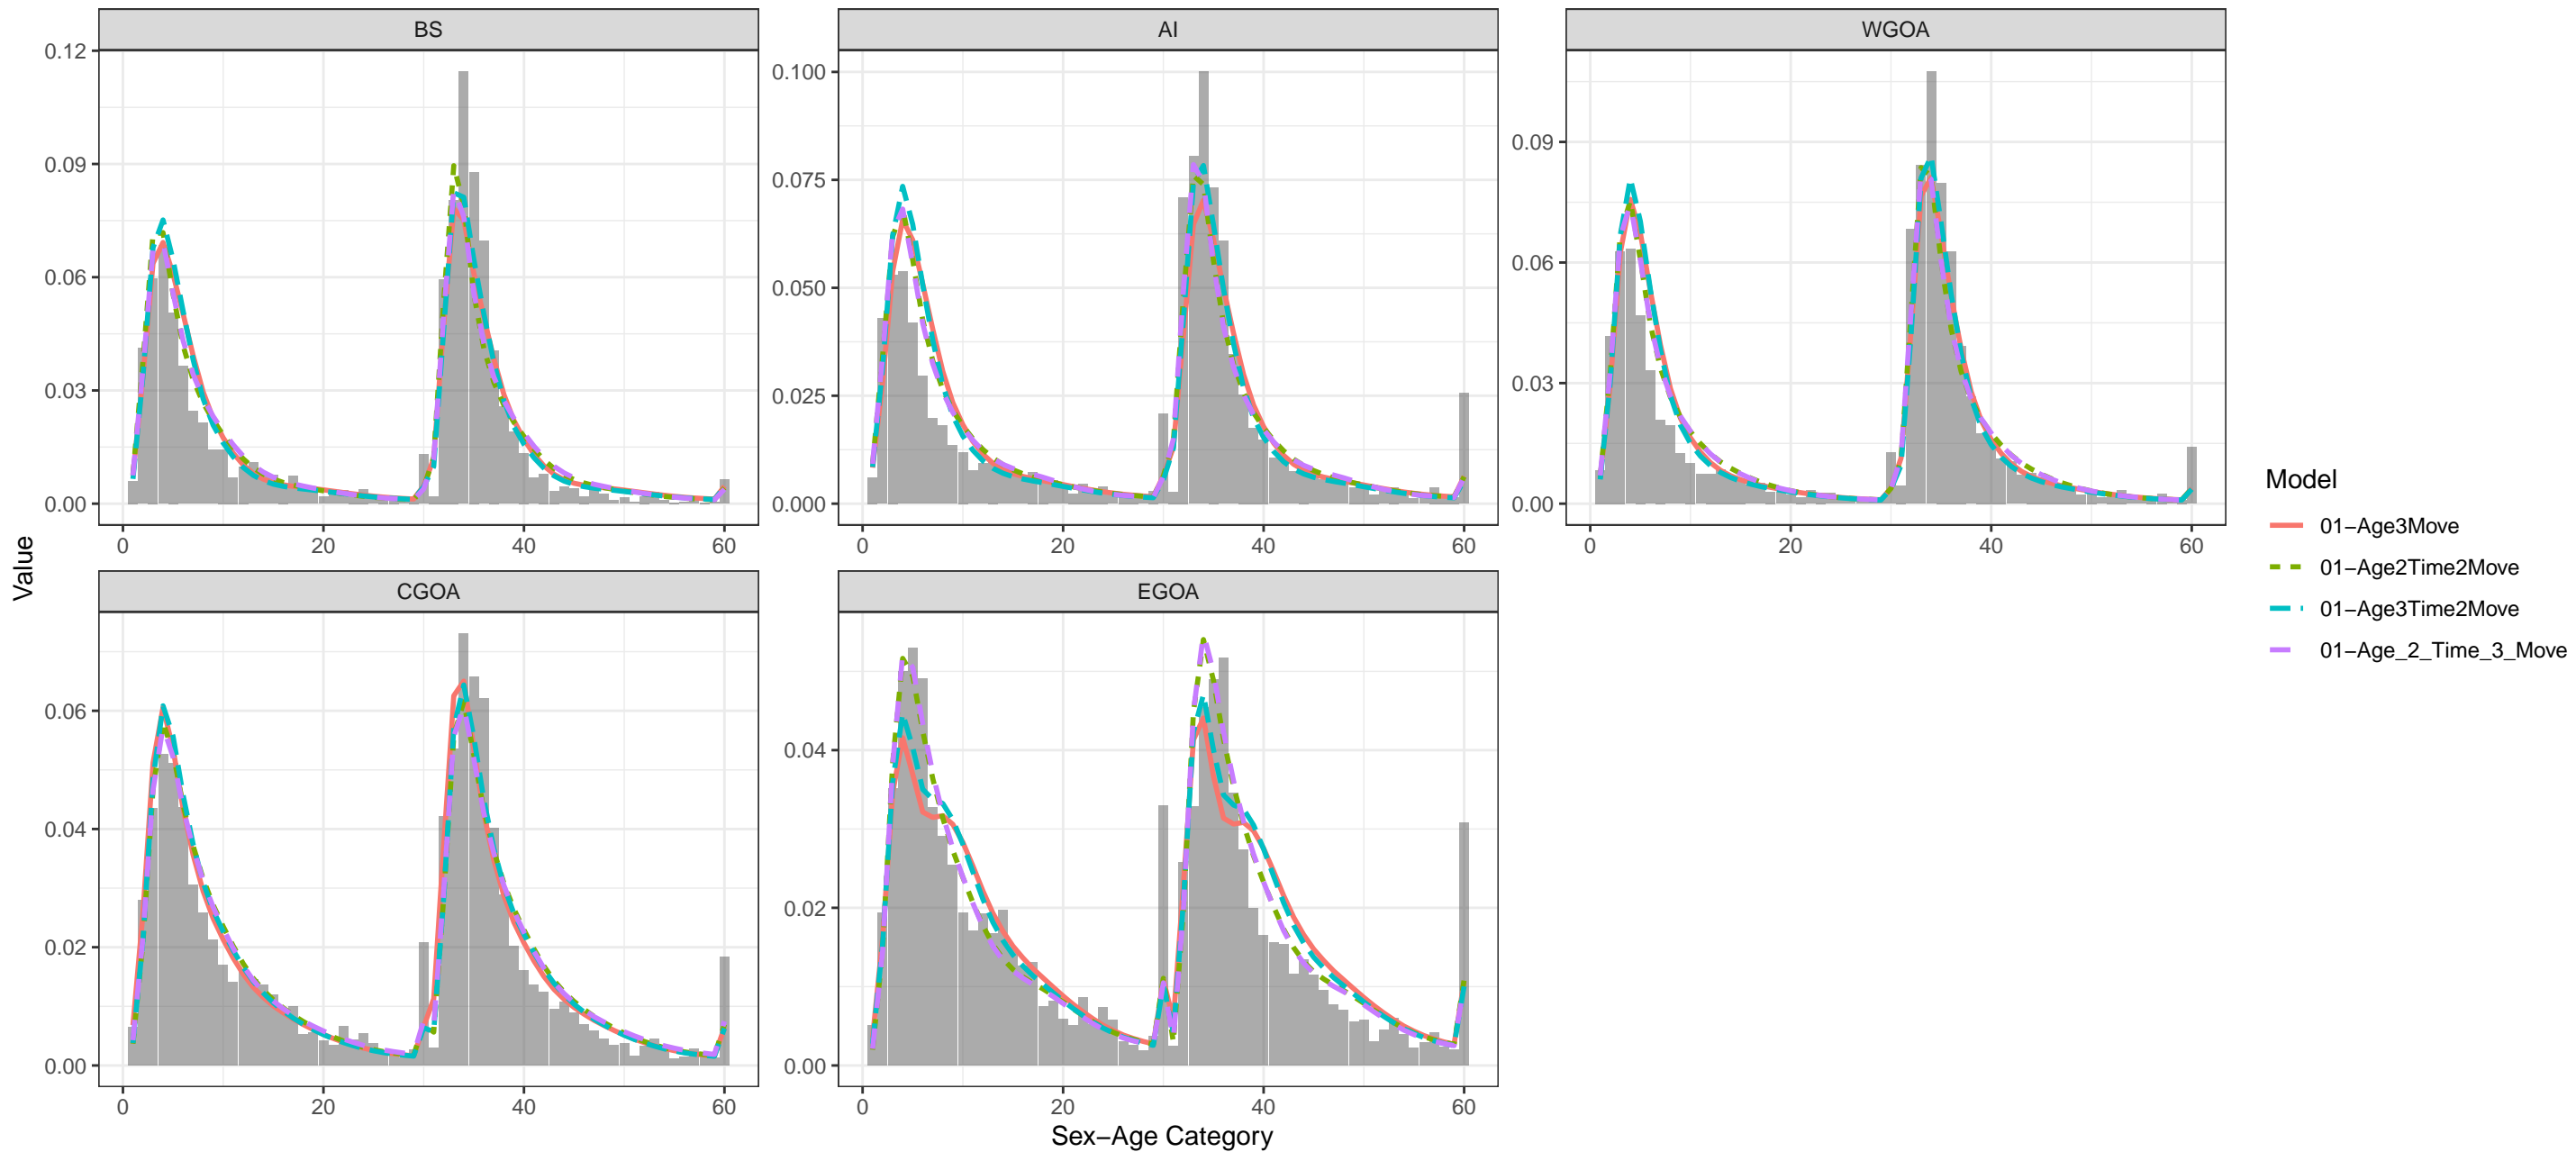 BS
AI
WGOA
0.12
0.09
0.06
0.03
0.00
0.100
0.075
0.050
0.025
0.000
0.09
0.06
0.03
0.00
0 20 40 60
0 20 40 60
0 20 40 60
CGOA
EGOA
0.06
0.04
0.02
0.00
0.04
0.02
0.00
0 20 40 60
0 20 40 60
Value
Sex−Age Category
Model
01−Age3Move
01−Age2Time2Move
01−Age3Time2Move
01−Age_2_Time_3_Move